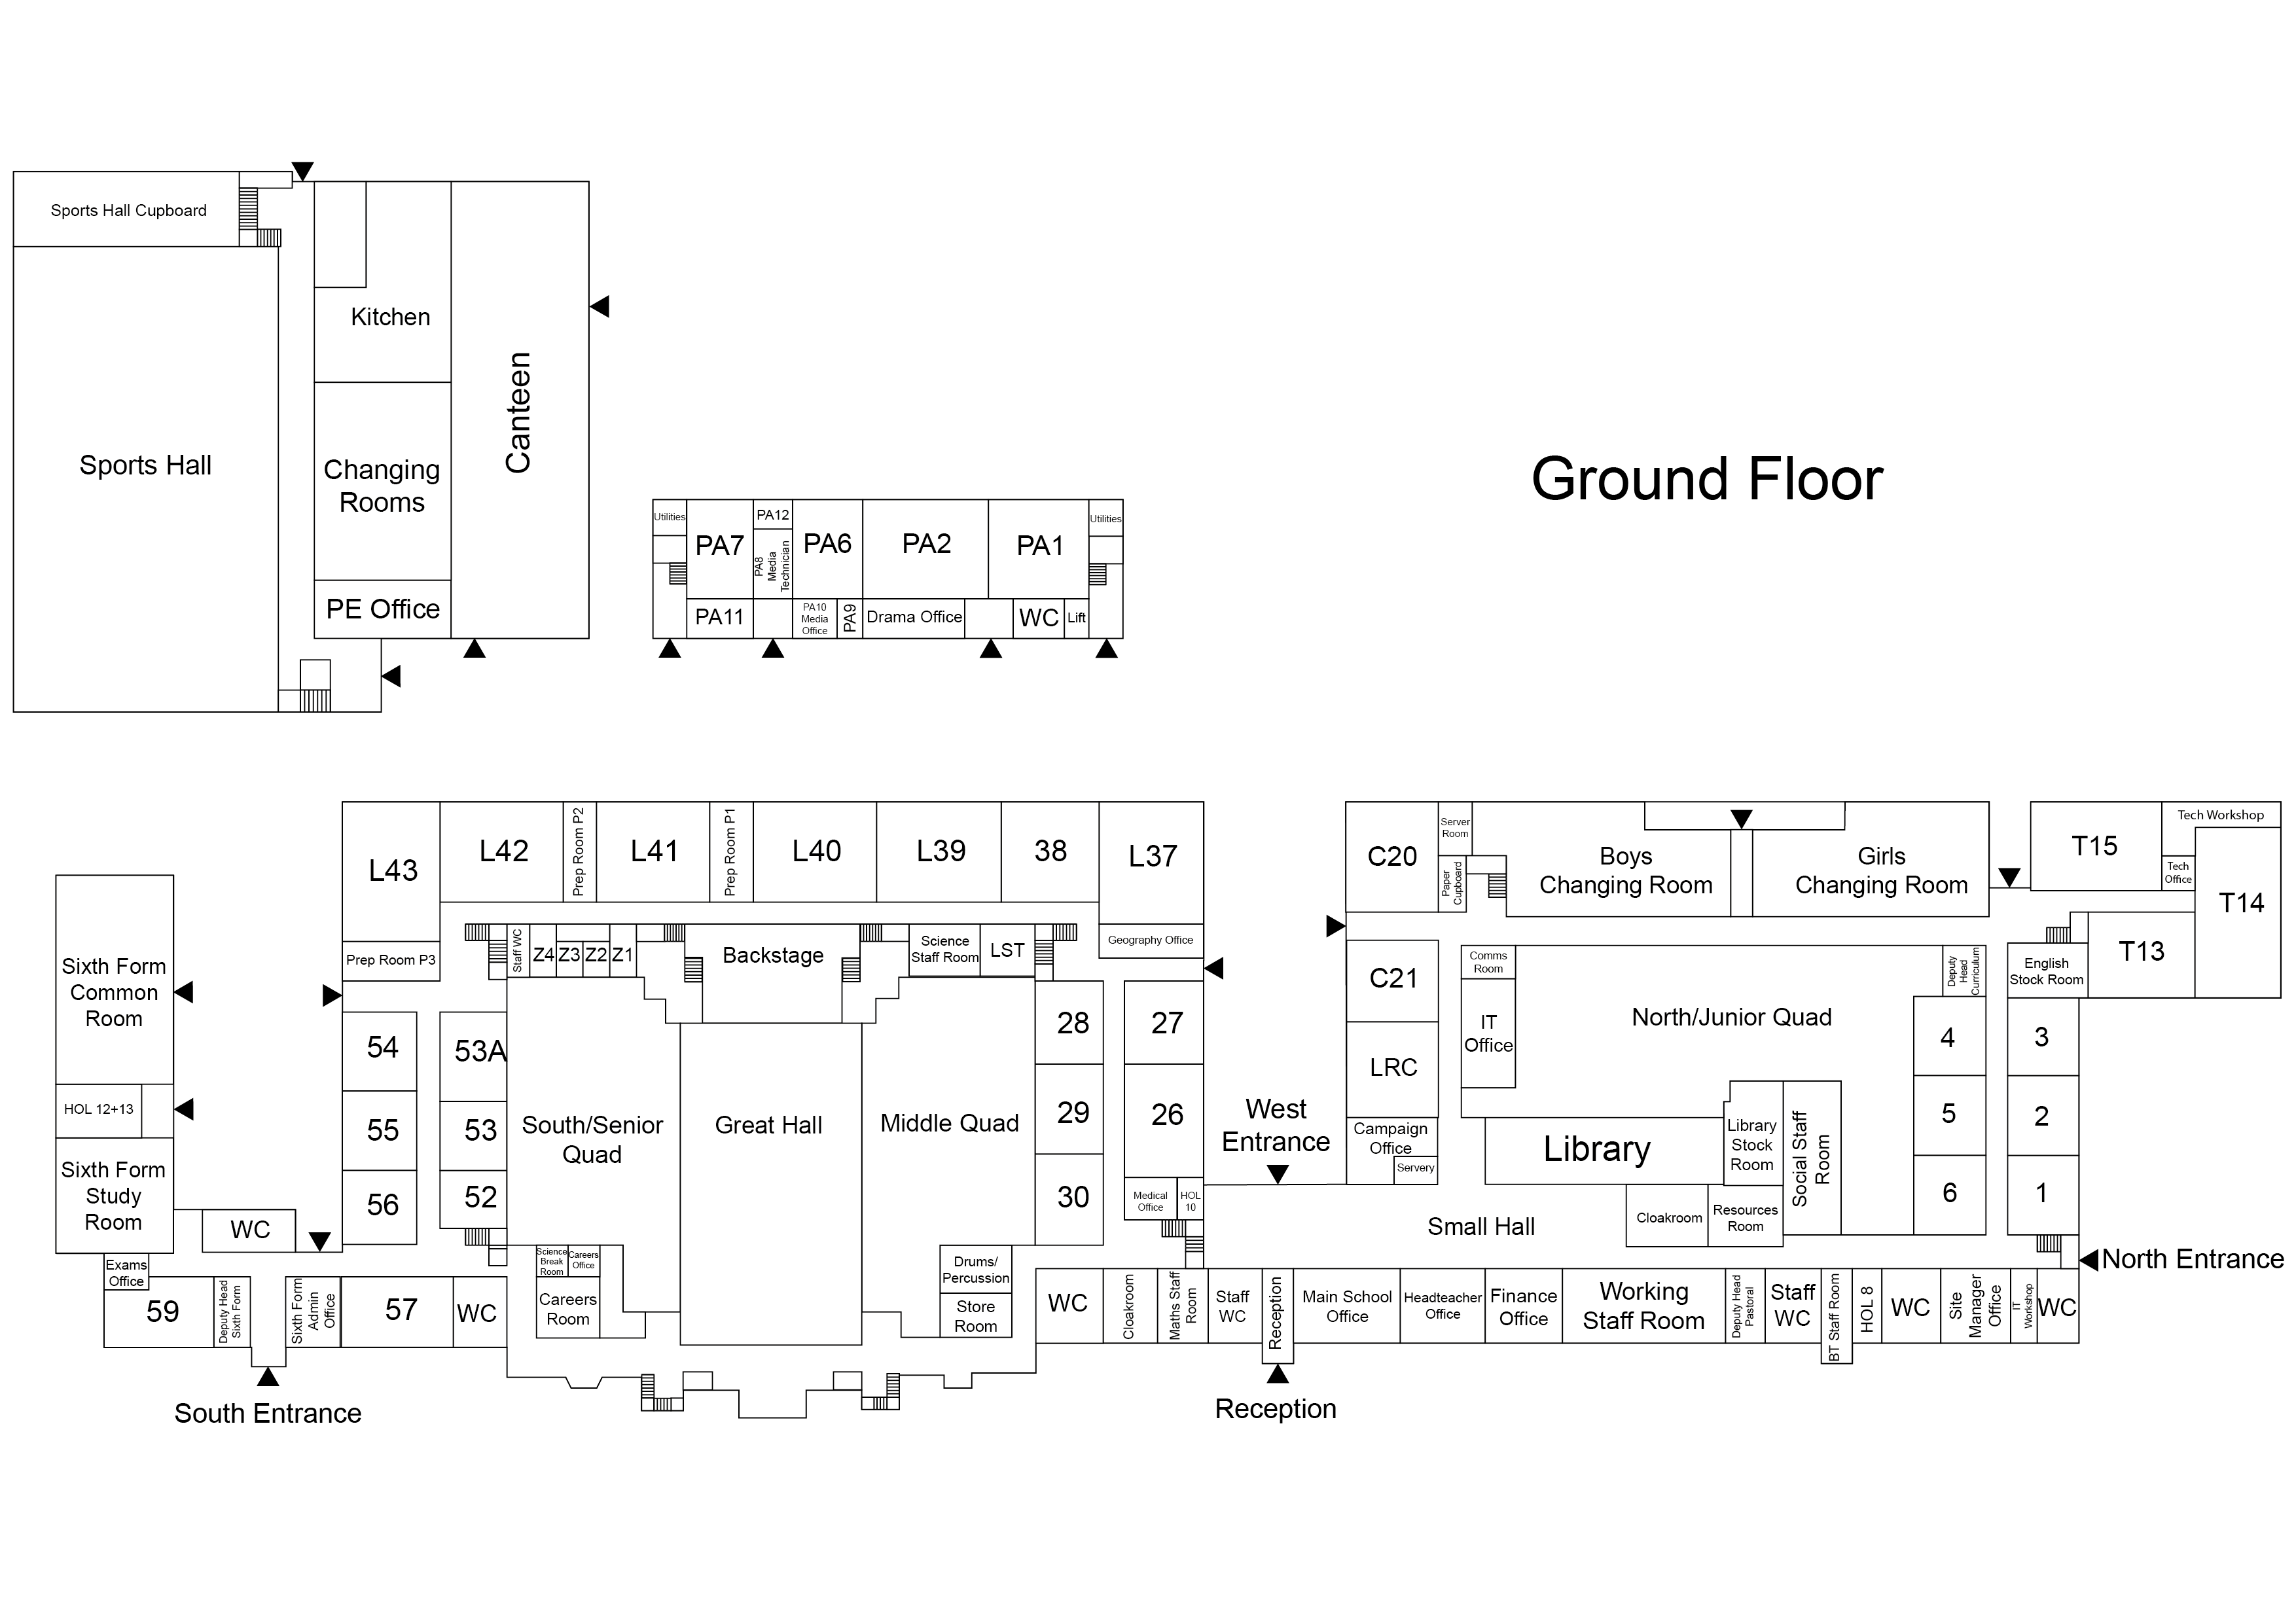 Ground Floor
Sports Hall Cupboard
Sports Hall
Kitchen
Changing
Rooms
PE Office
Canteen
Utilities
PA7
PA12
PA8
Media
Technician
PA6
PA2
PA1
Utilities
PA11
PA10
Media
Office
PA9
Drama Office
WC
Lift
Sixth Form
Common
Room
HOL 12+13
Sixth Form
Study
Room
WC
Exams
Office
59
Deputy Head
Sixth Form
Sixth Form
Admin
Office
57
WC
South Entrance
L43
L42
Prep Room P2
L41
Prep Room P1
L40
L39
38
L37
Prep Room P3
Geography Office
Staff WC
Z4
Z3
Z2
Z1
Backstage
Science
Staff Room
LST
54
55
56
53A
53
52
South/Senior
Quad
Great Hall
Middle Quad
28
29
30
27
26
Medical
Office
HOL
10
Science
Break
Room
Careers
Office
Careers
Room
Drums/
Percussion
Store
Room
WC
Cloakroom
Maths Staff
Room
Staff
WC
Reception
Reception
West
Entrance
Small Hall
C20
Server
Room
Paper
Cupboard
Boys
Changing Room
Girls
Changing Room
C21
LRC
Campaign
Office
Servery
Comms
Room
IT
Office
North/Junior Quad
Library
Library
Stock
Room
Social Staff
Room
Cloakroom
Resources
Room
Deputy
Head
Curriculum
4
5
6
T15
Tech Workshop
Tech
Office
T14
T13
English
Stock Room
3
2
1
North Entrance
Main School
Office
Headteacher
Office
Finance
Office
Working
Staff Room
Deputy Head
Pastoral
Staff
WC
BT Staff Room
HOL 8
WC
Site
Manager
Office
IT
Workshop
WC